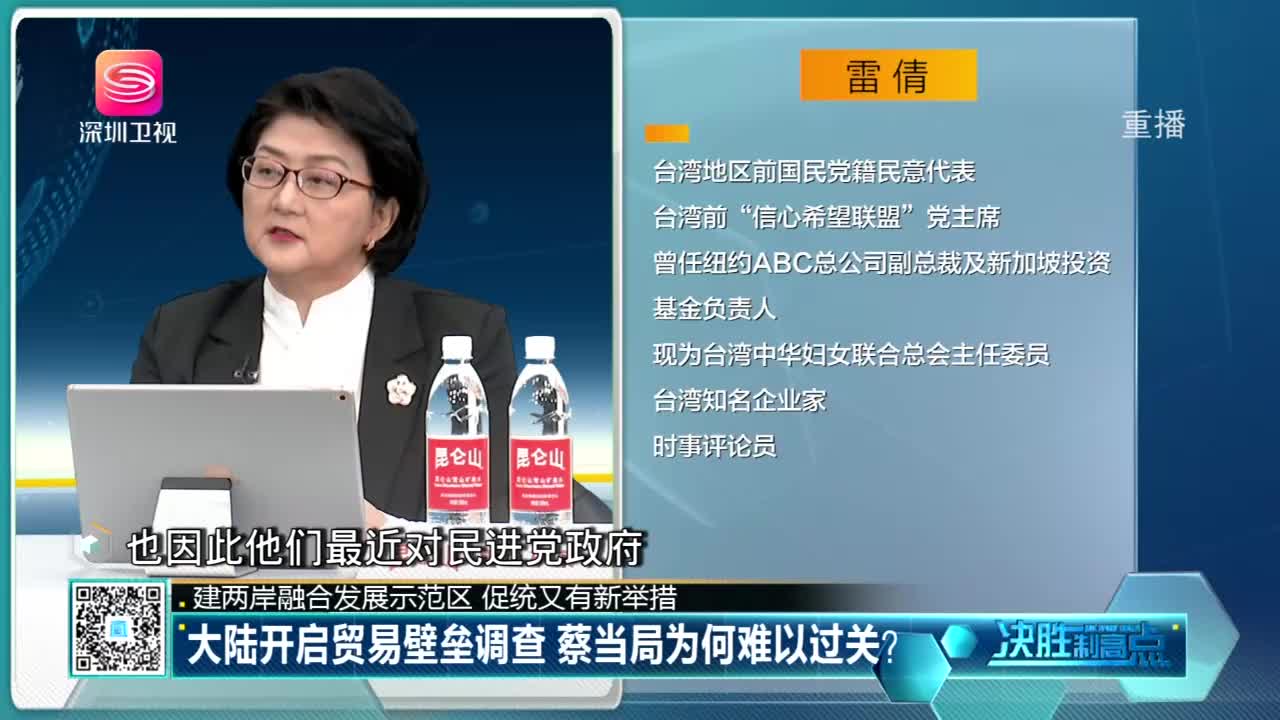 深圳卫视
雷倩
重播
台湾地区前国民党籍民意代表
台湾前“信心希望联盟”党主席
曾任纽约ABC总公司副总裁及新加坡投资
基金负责人
现为台湾中华妇女联合总会主任委员
台湾知名企业家
时事评论员
昆仑山
昆仑山
也因此他们最近对民进党政府
建两岸融合发展示范区 促统又有新举措
大陆开启贸易壁垒调查 蔡当局为何难以过关?
决胜制高点